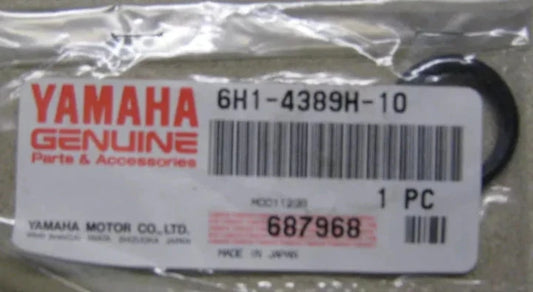 YAMAHA
GENUINE
Parts & Accessories
6H1-4389H-10
1 PC
YAMAHA MOTOR CO., LTD.
687968
MADE IN JAPAN